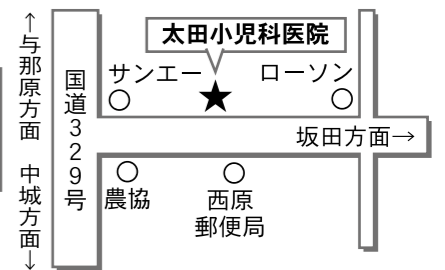 太田小児科医院
↑与那原方面 中城方面↓
国道329号
サンエー
ローソン
坂田方面→
農協
西原
郵便局